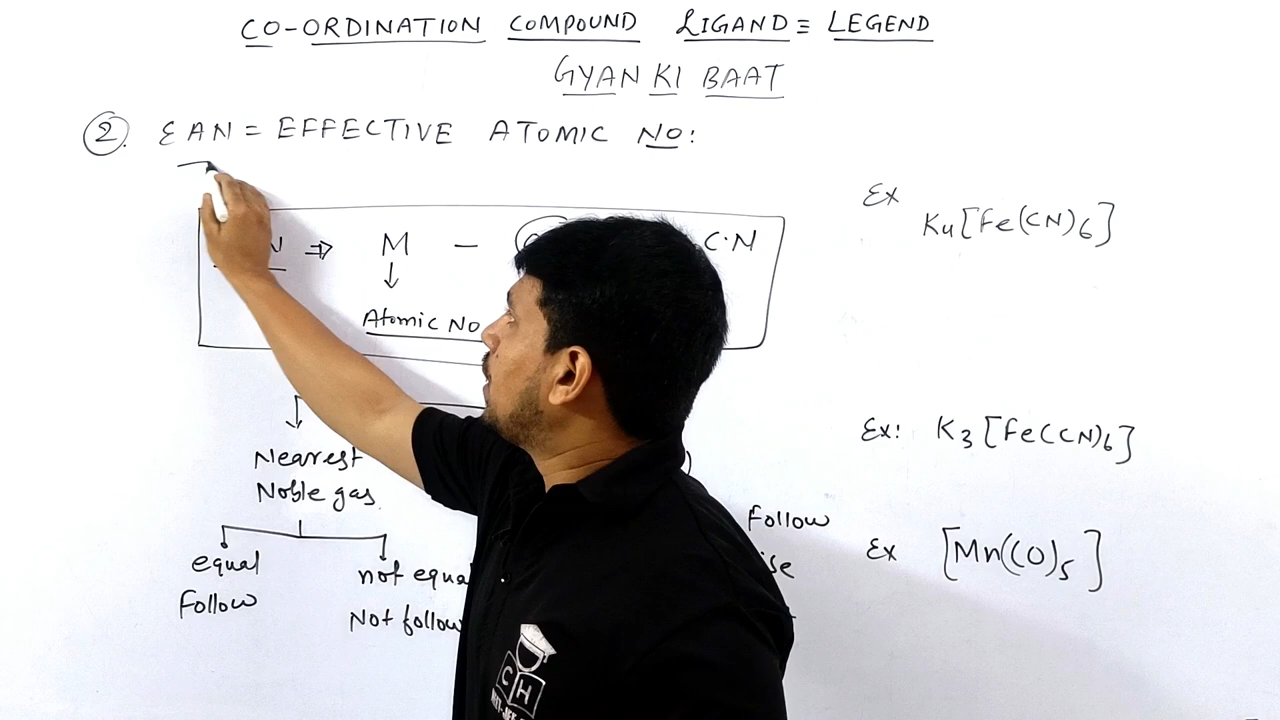 CO-ORDINATION COMPOUND LIGAND ≡ LEGEND
GYAN KI BAAT
2. EAN = EFFECTIVE ATOMIC NO:
N ⇒ M — C·N
Atomic No
Nearest
Noble gas
equal
Follow
not equa
Not follow
Follow
Ex K4[Fe(CN)6]
Ex: K3[Fe(CN)6]
Ex [Mn(CO)5]
C H